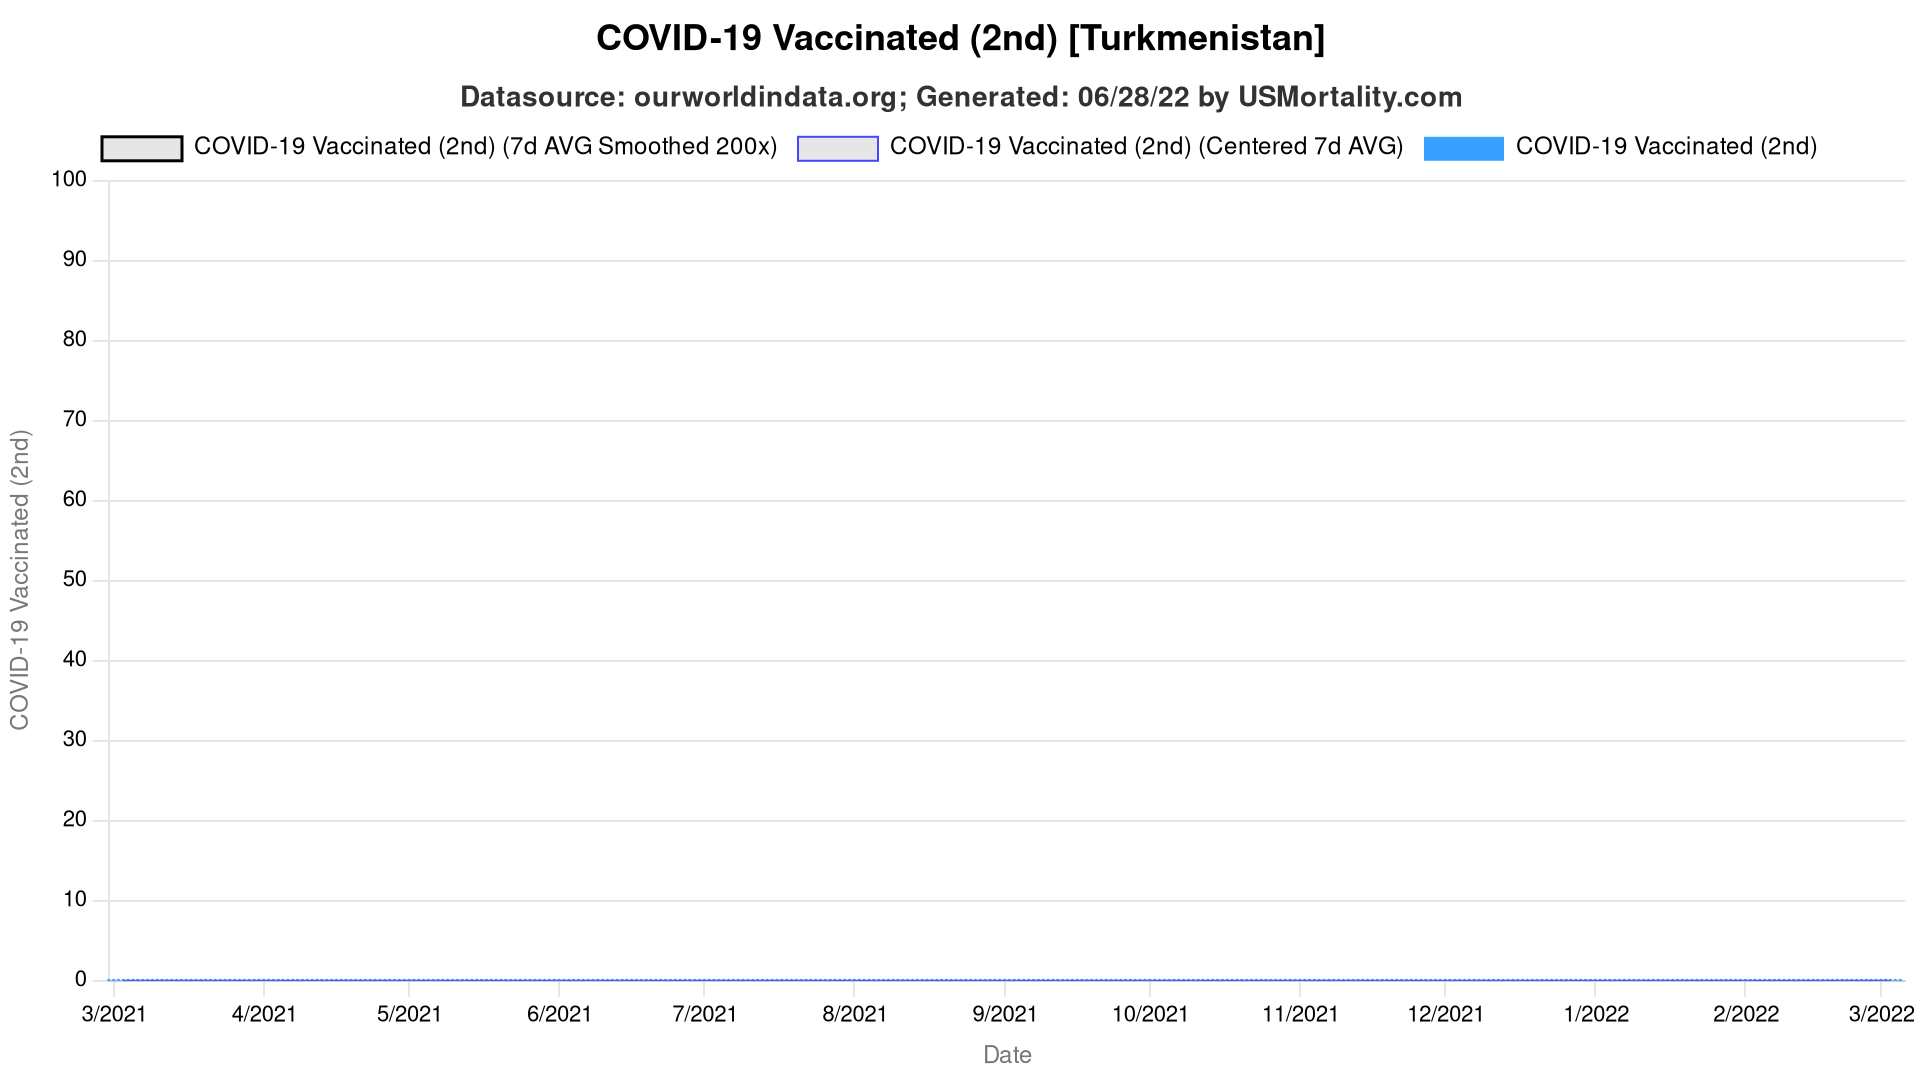 COVID-19 Vaccinated (2nd) [Turkmenistan]
Datasource: ourworldindata.org; Generated: 06/28/22 by USMortality.com
COVID-19 Vaccinated (2nd) (7d AVG Smoothed 200x) COVID-19 Vaccinated (2nd) (Centered 7d AVG) COVID-19 Vaccinated (2nd)
COVID-19 Vaccinated (2nd)
100
90
80
70
60
50
40
30
20
10
0
3/2021 4/2021 5/2021 6/2021 7/2021 8/2021 9/2021 10/2021 11/2021 12/2021 1/2022 2/2022 3/2022
Date